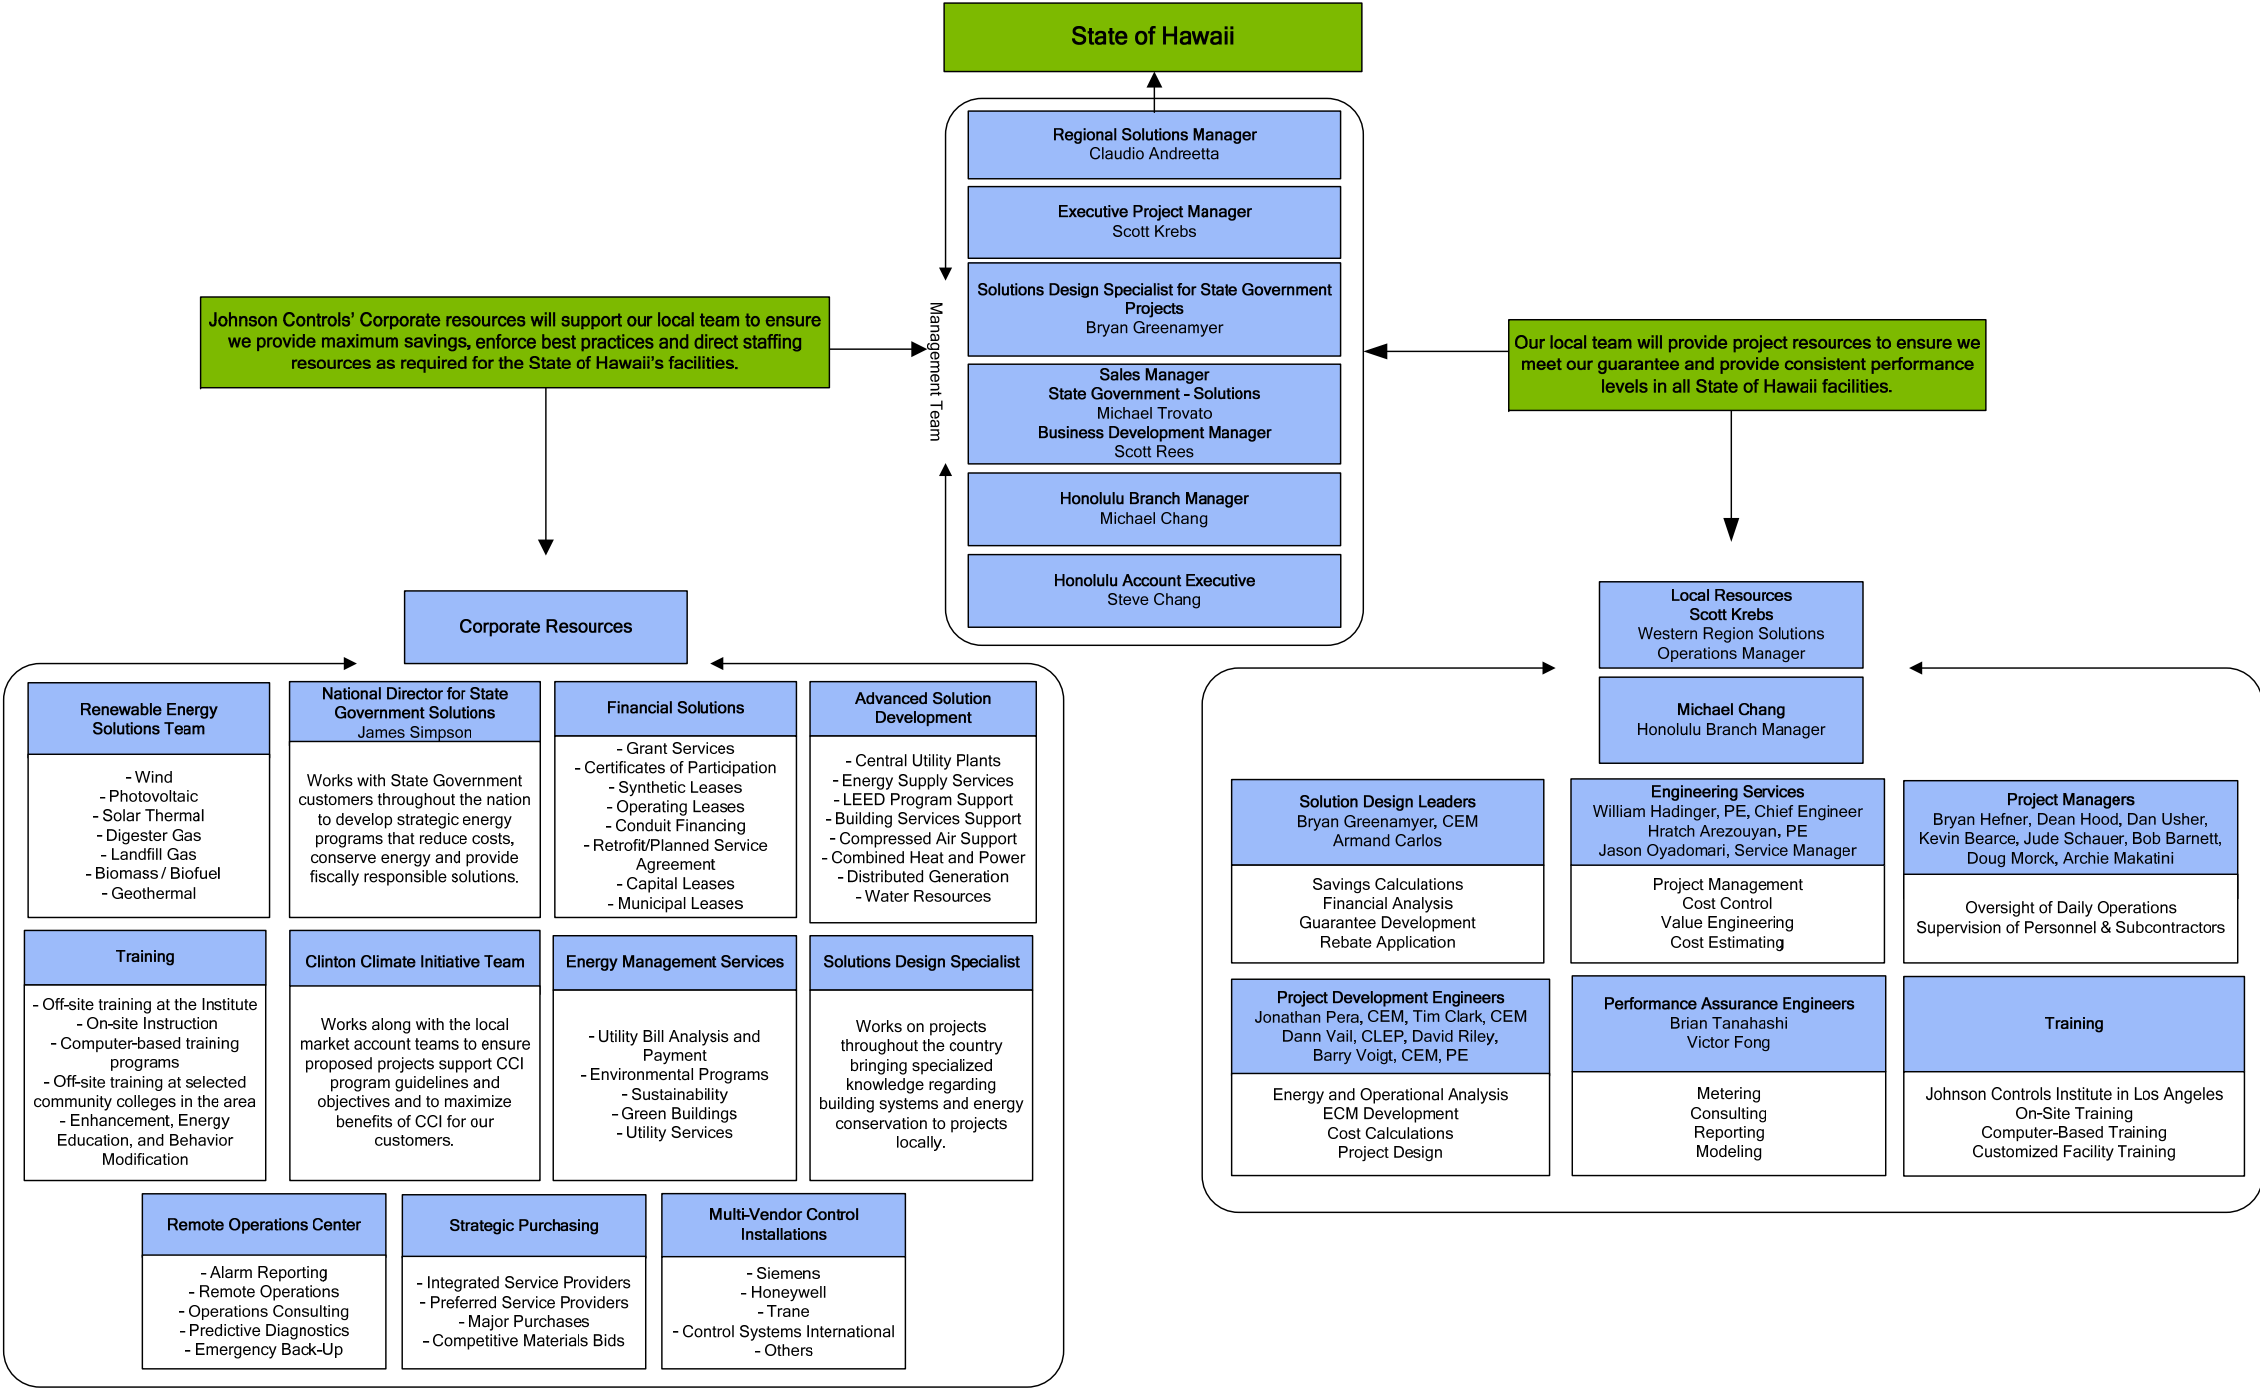 State of Hawaii
Regional Solutions Manager
Claudio Andreetta
Executive Project Manager
Scott Krebs
Solutions Design Specialist for State Government
Projects
Bryan Greenamyer
Sales Manager
State Government - Solutions
Michael Trovato
Business Development Manager
Scott Rees
Honolulu Branch Manager
Michael Chang
Honolulu Account Executive
Steve Chang
Management Team
Johnson Controls' Corporate resources will support our local team to ensure
we provide maximum savings, enforce best practices and direct staffing
resources as required for the State of Hawaii's facilities.
Our local team will provide project resources to ensure we
meet our guarantee and provide consistent performance
levels in all State of Hawaii facilities.
Corporate Resources
Renewable Energy
Solutions Team
- Wind
- Photovoltaic
- Solar Thermal
- Digester Gas
- Landfill Gas
- Biomass / Biofuel
- Geothermal
National Director for State
Government Solutions
James Simpson
Works with State Government
customers throughout the nation
to develop strategic energy
programs that reduce costs,
conserve energy and provide
fiscally responsible solutions.
Financial Solutions
- Grant Services
- Certificates of Participation
- Synthetic Leases
- Operating Leases
- Conduit Financing
- Retrofit/Planned Service
Agreement
- Capital Leases
- Municipal Leases
Advanced Solution
Development
- Central Utility Plants
- Energy Supply Services
- LEED Program Support
- Building Services Support
- Compressed Air Support
- Combined Heat and Power
- Distributed Generation
- Water Resources
Training
- Off-site training at the Institute
- On-site Instruction
- Computer-based training
programs
- Off-site training at selected
community colleges in the area
- Enhancement, Energy
Education, and Behavior
Modification
Clinton Climate Initiative Team
Works along with the local
market account teams to ensure
proposed projects support CCI
program guidelines and
objectives and to maximize
benefits of CCI for our
customers.
Energy Management Services
- Utility Bill Analysis and
Payment
- Environmental Programs
- Sustainability
- Green Buildings
- Utility Services
Solutions Design Specialist
Works on projects
throughout the country
bringing specialized
knowledge regarding
building systems and energy
conservation to projects
locally.
Remote Operations Center
- Alarm Reporting
- Remote Operations
- Operations Consulting
- Predictive Diagnostics
- Emergency Back-Up
Strategic Purchasing
- Integrated Service Providers
- Preferred Service Providers
- Major Purchases
- Competitive Materials Bids
Multi-Vendor Control
Installations
- Siemens
- Honeywell
- Trane
- Control Systems International
- Others
Local Resources
Scott Krebs
Western Region Solutions
Operations Manager
Michael Chang
Honolulu Branch Manager
Solution Design Leaders
Bryan Greenamyer, CEM
Armand Carlos
Savings Calculations
Financial Analysis
Guarantee Development
Rebate Application
Engineering Services
William Hadinger, PE, Chief Engineer
Hratch Arezouyan, PE
Jason Oyadomari, Service Manager
Project Management
Cost Control
Value Engineering
Cost Estimating
Project Managers
Bryan Hefner, Dean Hood, Dan Usher,
Kevin Bearce, Jude Schauer, Bob Barnett,
Doug Morck, Archie Makatini
Oversight of Daily Operations
Supervision of Personnel & Subcontractors
Project Development Engineers
Jonathan Pera, CEM, Tim Clark, CEM
Dann Vail, CLEP, David Riley,
Barry Voigt, CEM, PE
Energy and Operational Analysis
ECM Development
Cost Calculations
Project Design
Performance Assurance Engineers
Brian Tanahashi
Victor Fong
Metering
Consulting
Reporting
Modeling
Training
Johnson Controls Institute in Los Angeles
On-Site Training
Computer-Based Training
Customized Facility Training